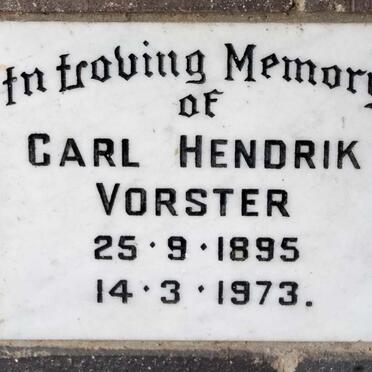 In Loving Memory
of
CARL HENDRIK
VORSTER
25·9·1895
14·3·1973.